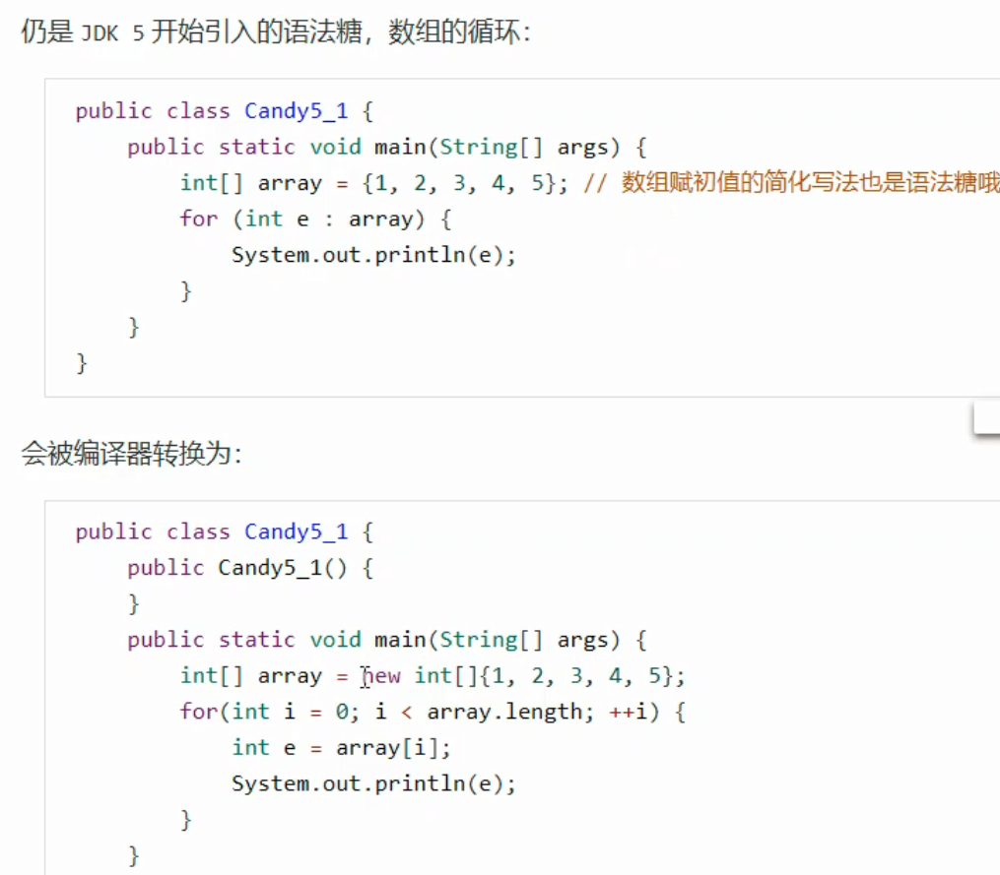 仍是 JDK 5 开始引入的语法糖，数组的循环：
public class Candy5_1 {
    public static void main(String[] args) {
        int[] array = {1, 2, 3, 4, 5}; // 数组赋初值的简化写法也是语法糖哦
        for (int e : array) {
            System.out.println(e);
        }
    }
}
会被编译器转换为：
public class Candy5_1 {
    public Candy5_1() {
    }
    public static void main(String[] args) {
        int[] array = new int[]{1, 2, 3, 4, 5};
        for(int i = 0; i < array.length; ++i) {
            int e = array[i];
            System.out.println(e);
        }
    }